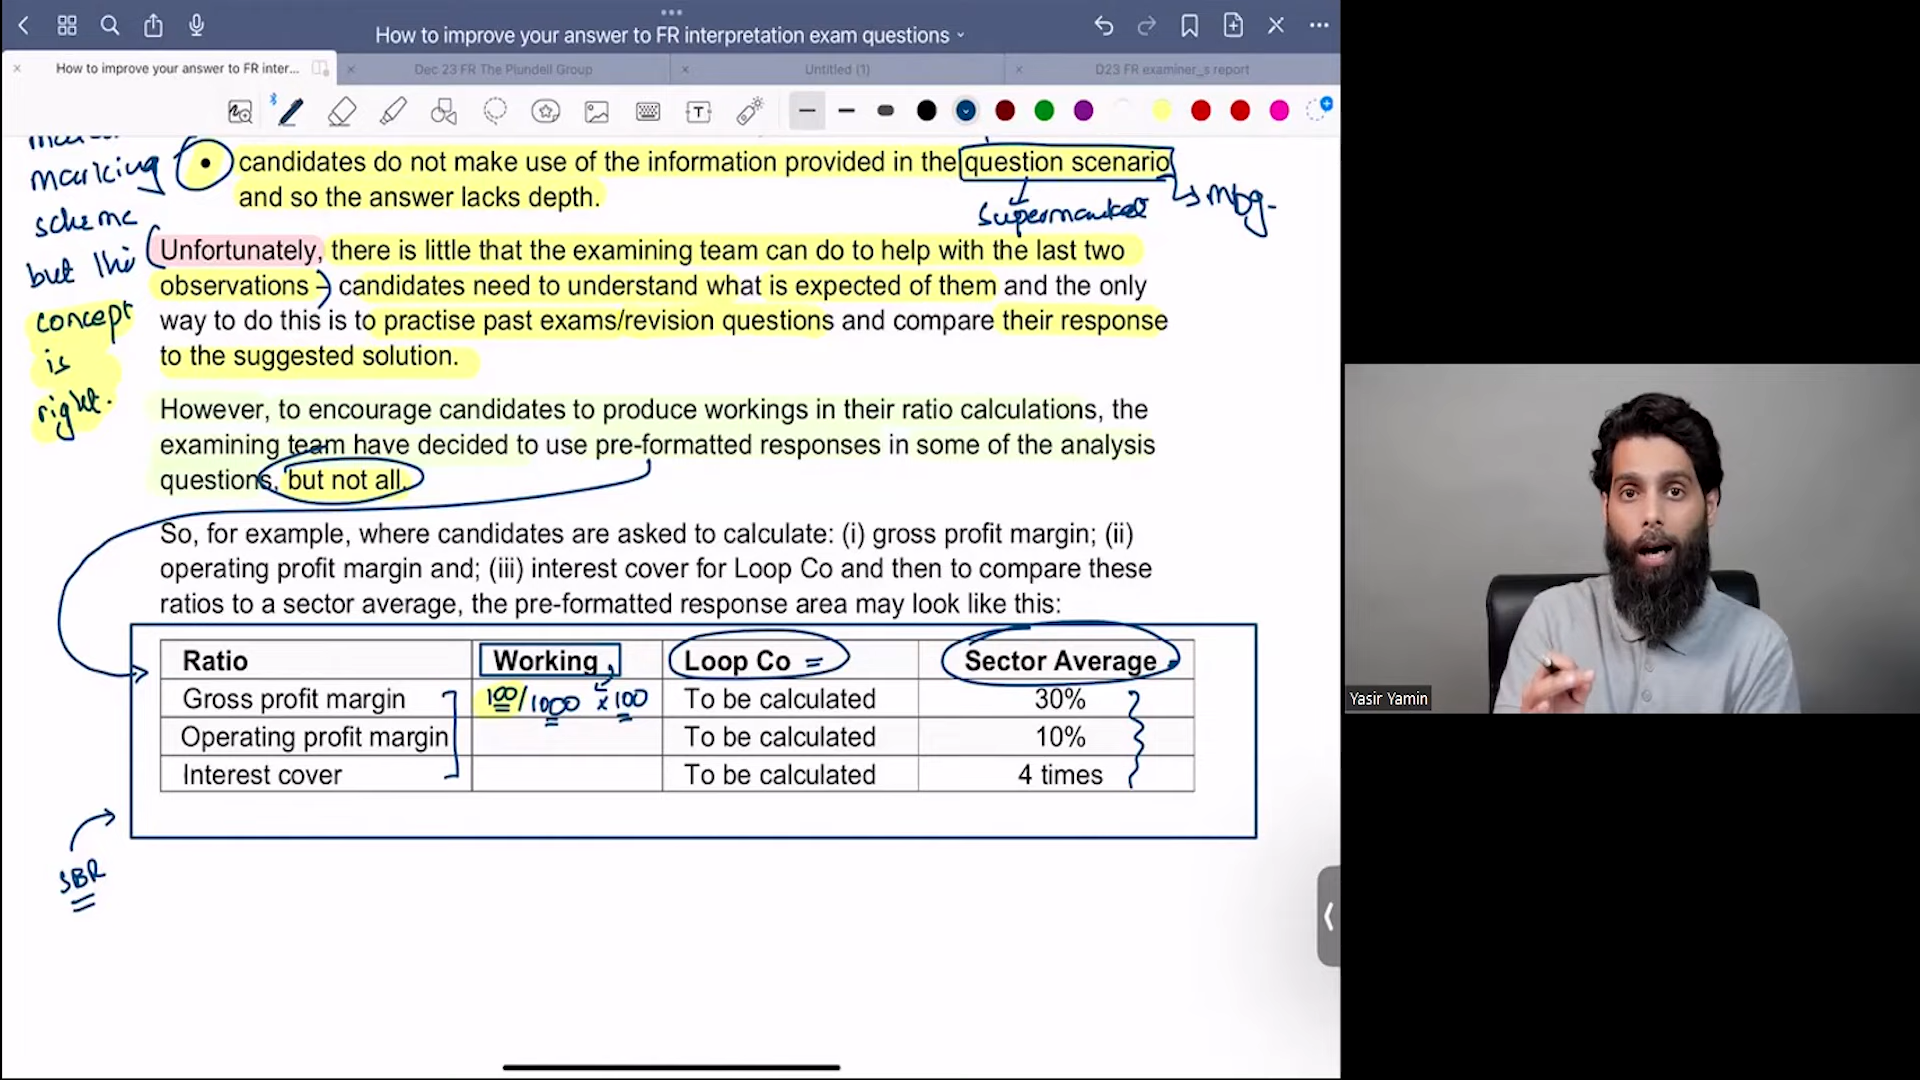 How to improve your answer to FR interpretation exam questions
How to improve your answer to FR inter...
Dec 23 FR The Plundell Group
Untitled (1)
D23 FR examiner_s report
marking
scheme
but this
concept
is
right.
• candidates do not make use of the information provided in the question scenario
and so the answer lacks depth.
Supermarket
Mfg.
Unfortunately, there is little that the examining team can do to help with the last two
observations – candidates need to understand what is expected of them and the only
way to do this is to practise past exams/revision questions and compare their response
to the suggested solution.
However, to encourage candidates to produce workings in their ratio calculations, the
examining team have decided to use pre-formatted responses in some of the analysis
questions, but not all.
So, for example, where candidates are asked to calculate: (i) gross profit margin; (ii)
operating profit margin and; (iii) interest cover for Loop Co and then to compare these
ratios to a sector average, the pre-formatted response area may look like this:
Ratio Working Loop Co = Sector Average
Gross profit margin 100/1000 x 100 To be calculated 30%
Operating profit margin To be calculated 10%
Interest cover To be calculated 4 times
SBR
Yasir Yamin